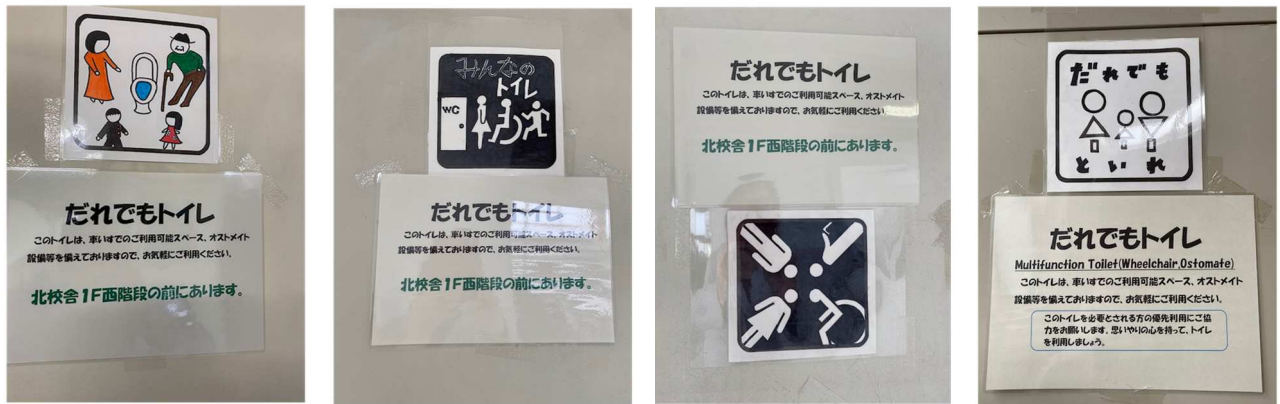 だれでもトイレ
このトイレは、車いすでのご利用可能スペース、オストメイト
設備等を備えておりますので、お気軽にご利用ください。
北校舎1F西階段の前にあります。
みんなの
トイレ
WC
だれでもトイレ
このトイレは、車いすでのご利用可能スペース、オストメイト
設備等を備えておりますので、お気軽にご利用ください。
北校舎1F西階段の前にあります。
だれでもトイレ
このトイレは、車いすでのご利用可能スペース、オストメイト
設備等を備えておりますので、お気軽にご利用ください。
北校舎1F西階段の前にあります。
だれでも
といれ
だれでもトイレ
Multifunction Toilet(Wheelchair,Ostomate)
このトイレは、車いすでのご利用可能スペース、オストメイト
設備等を備えておりますので、お気軽にご利用ください。
このトイレを必要とされる方の優先利用にご協
力をお願いします。思いやりの心を持って、トイレ
を利用しましょう。